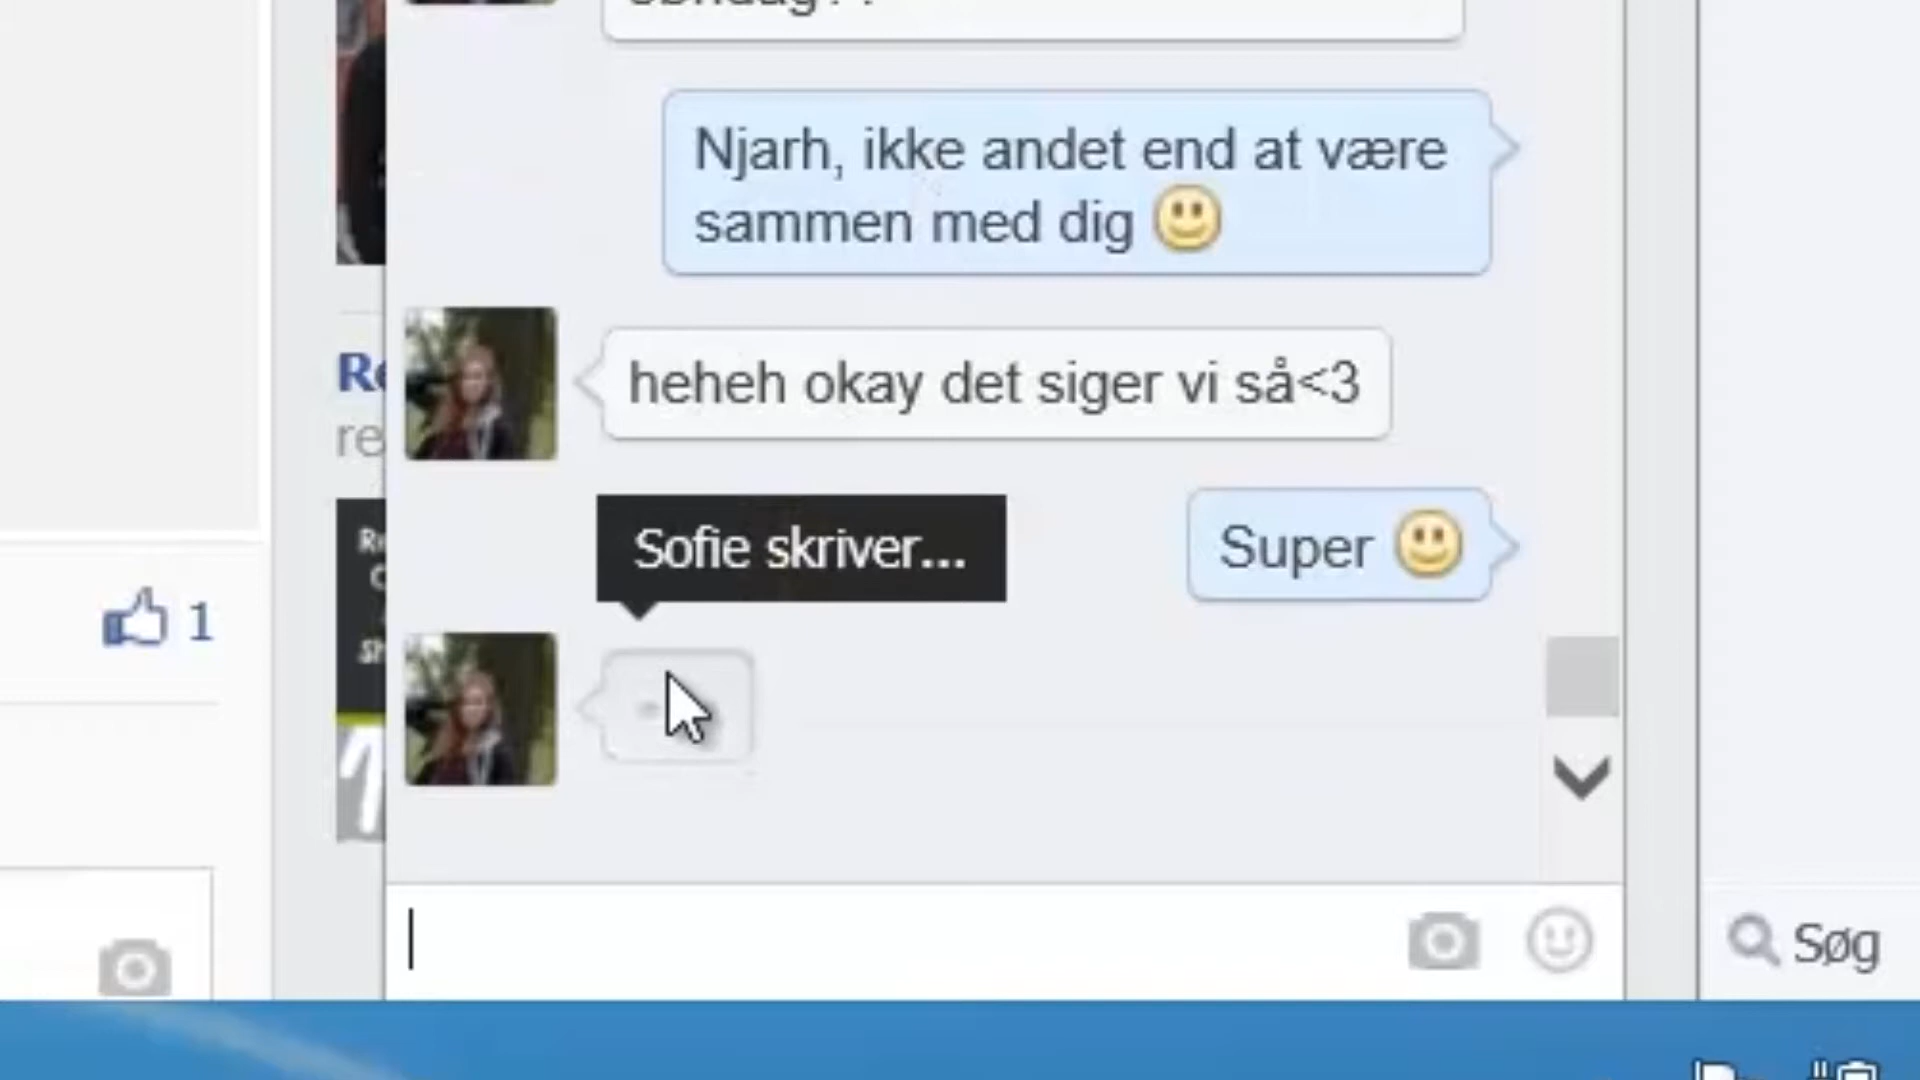 Njarh, ikke andet end at være
sammen med dig
heheh okay det siger vi så<3
Sofie skriver...
Super
1
Søg